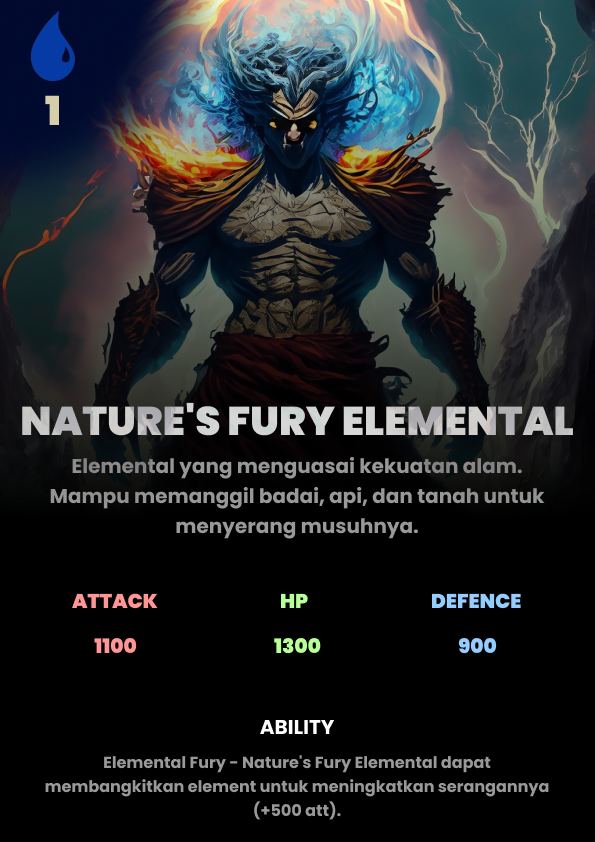 1
NATURE'S FURY ELEMENTAL
Elemental yang menguasai kekuatan alam.
Mampu memanggil badai, api, dan tanah untuk
menyerang musuhnya.
ATTACK HP DEFENCE
1100 1300 900
ABILITY
Elemental Fury - Nature's Fury Elemental dapat
membangkitkan element untuk meningkatkan serangannya
(+500 att).